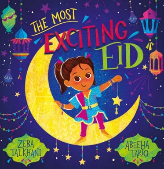 THE MOST
EXCITING
EID
ZEBA
TALKHANI
ABEEHA
TARIQ